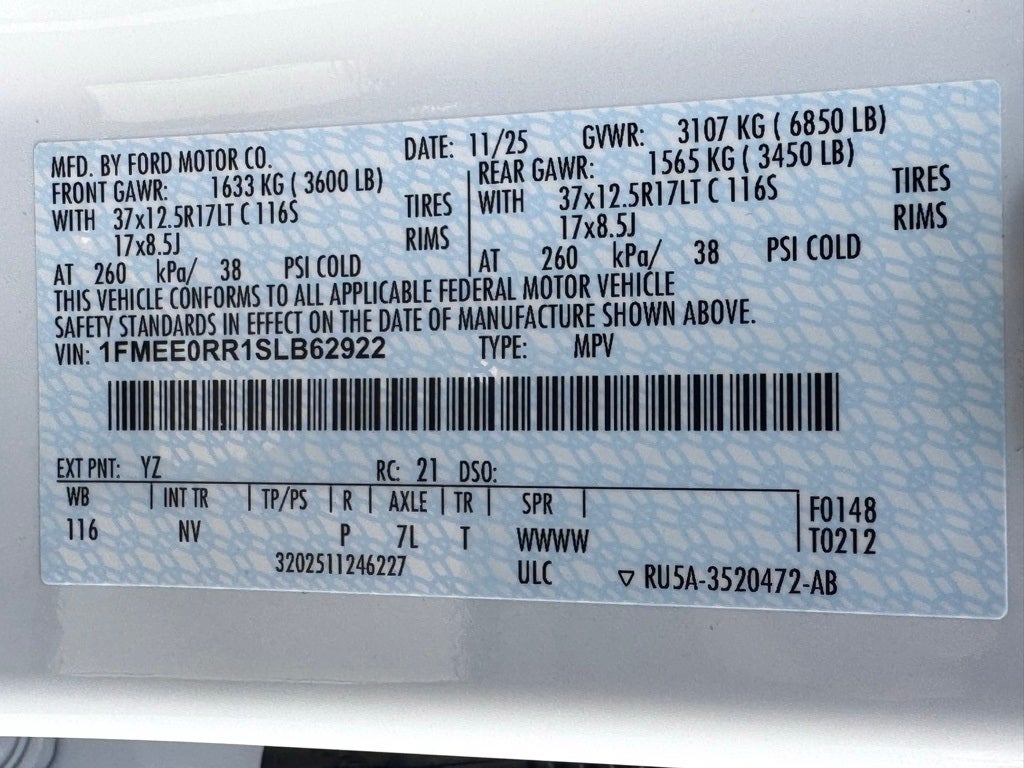 MFD. BY FORD MOTOR CO. DATE: 11/25 GVWR: 3107 KG ( 6850 LB)
FRONT GAWR: 1633 KG ( 3600 LB) REAR GAWR: 1565 KG ( 3450 LB)
WITH 37x12.5R17LT C 116S TIRES WITH 37x12.5R17LT C 116S TIRES
17x8.5J RIMS 17x8.5J RIMS
AT 260 kPa/ 38 PSI COLD AT 260 kPa/ 38 PSI COLD
THIS VEHICLE CONFORMS TO ALL APPLICABLE FEDERAL MOTOR VEHICLE
SAFETY STANDARDS IN EFFECT ON THE DATE OF MANUFACTURE SHOWN ABOVE.
VIN: 1FMEE0RR1SLB62922 TYPE: MPV
EXT PNT: YZ RC: 21 DSO:
WB INT TR TP/PS R AXLE TR SPR F0148
116 NV P 7L T WWWW T0212
3202511246227 ULC ▽ RU5A-3520472-AB